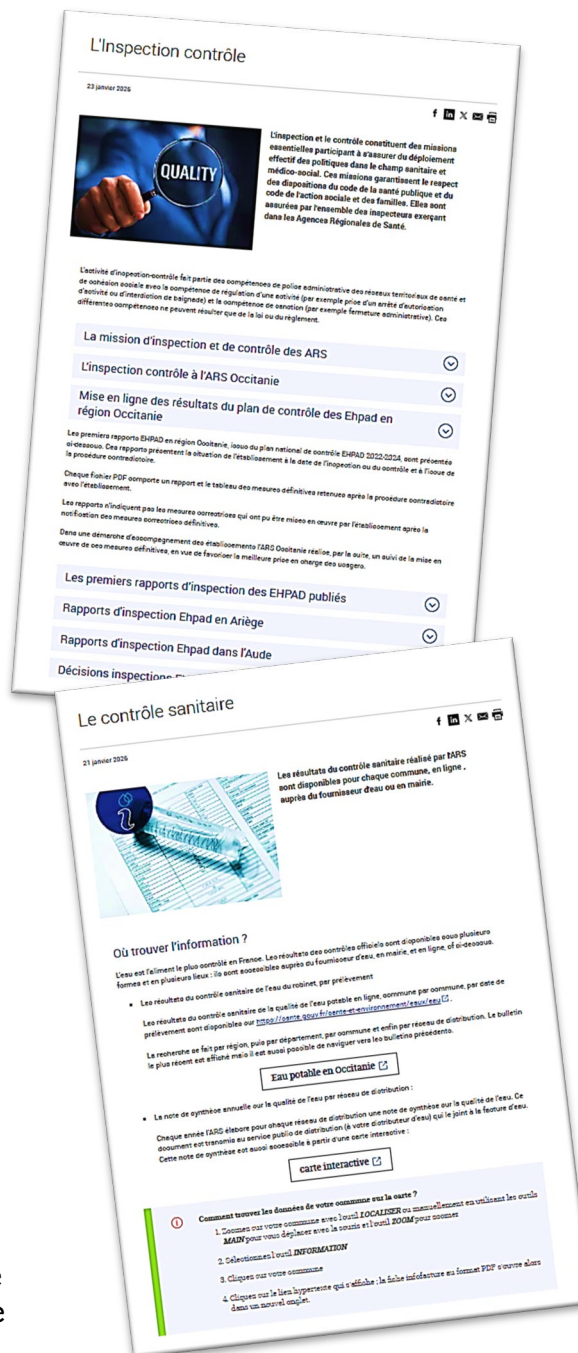 L'Inspection contrôle
23 janvier 2026
QUALITY
L'inspection et le contrôle constituent des missions
essentielles participant à s'assurer du déploiement
effectif des politiques dans le champ sanitaire et
médico-social. Ces missions garantissent le respect
des dispositions du code de la santé publique et du
code de l'action sociale et des familles. Elles sont
assurées par l'ensemble des inspecteurs exerçant
dans les Agences Régionales de Santé.
L'activité d'inspection-contrôle fait partie des compétences de police administrative des réseaux territoriaux de santé et
de cohésion sociale avec la compétence de régulation d'une activité (par exemple prise d'un arrêté d'autorisation
d'activité ou d'interdiction de baignade) et la compétence de sanction (par exemple fermeture administrative). Ces
différentes compétences ne peuvent résulter que de la loi ou du règlement.
La mission d'inspection et de contrôle des ARS
L'inspection contrôle à l'ARS Occitanie
Mise en ligne des résultats du plan de contrôle des Ehpad en
région Occitanie
Les premiers rapports EHPAD en région Occitanie, issus du plan national de contrôle EHPAD 2022-2024, sont présentés
ci-dessous. Ces rapports présentent la situation de l'établissement à la date de l'inspection ou du contrôle et à l'issue de
la procédure contradictoire.
Chaque fichier PDF comporte un rapport et le tableau des mesures définitives retenues après la procédure contradictoire
avec l'établissement.
Les rapports n'indiquent pas les mesures correctrices qui ont pu être mises en œuvre par l'établissement après la
notification des mesures correctrices définitives.
Dans une démarche d'accompagnement des établissements l'ARS Occitanie réalise, par la suite, un suivi de la mise en
œuvre de ces mesures définitives, en vue de favoriser la meilleure prise en charge des usagers.
Les premiers rapports d'inspection des EHPAD publiés
Rapports d'inspection Ehpad en Ariège
Rapports d'inspection Ehpad dans l'Aude
Décisions inspections
Le contrôle sanitaire
21 janvier 2026
Les résultats du contrôle sanitaire réalisé par l'ARS
sont disponibles pour chaque commune, en ligne ,
auprès du fournisseur d'eau ou en mairie.
Où trouver l'information ?
L'eau est l'aliment le plus contrôlé en France. Les résultats des contrôles officiels sont disponibles sous plusieurs
formes et en plusieurs lieux : ils sont accessibles auprès du fournisseur d'eau, en mairie, et en ligne, cf ci-dessous.
Les résultats du contrôle sanitaire de l'eau du robinet, par prélèvement
Les résultats du contrôle sanitaire de la qualité de l'eau potable en ligne, commune par commune, par date de
prélèvement sont disponibles sur https://sante.gouv.fr/sante-et-environnement/eaux/eau .
La recherche se fait par région, puis par département, par commune et enfin par réseau de distribution. Le bulletin
le plus récent est affiché mais il est aussi possible de naviguer vers les bulletins précédents.
Eau potable en Occitanie
La note de synthèse annuelle sur la qualité de l'eau par réseau de distribution :
Chaque année l'ARS élabore pour chaque réseau de distribution une note de synthèse sur la qualité de l'eau. Ce
document est transmis au service public de distribution (à votre distributeur d'eau) qui le joint à la facture d'eau.
Cette note de synthèse est aussi accessible à partir d'une carte interactive :
carte interactive
Comment trouver les données de votre commune sur la carte ?
1. Zoomez sur votre commune avec l'outil LOCALISER ou manuellement en utilisant les outils
MAIN pour vous déplacer avec la souris et l'outil ZOOM pour zoomer
2. Sélectionnez l'outil INFORMATION
3. Cliquez sur votre commune
4. Cliquez sur le lien hypertexte qui s'affiche : la fiche infofacture au format PDF s'ouvre alors
dans un nouvel onglet.